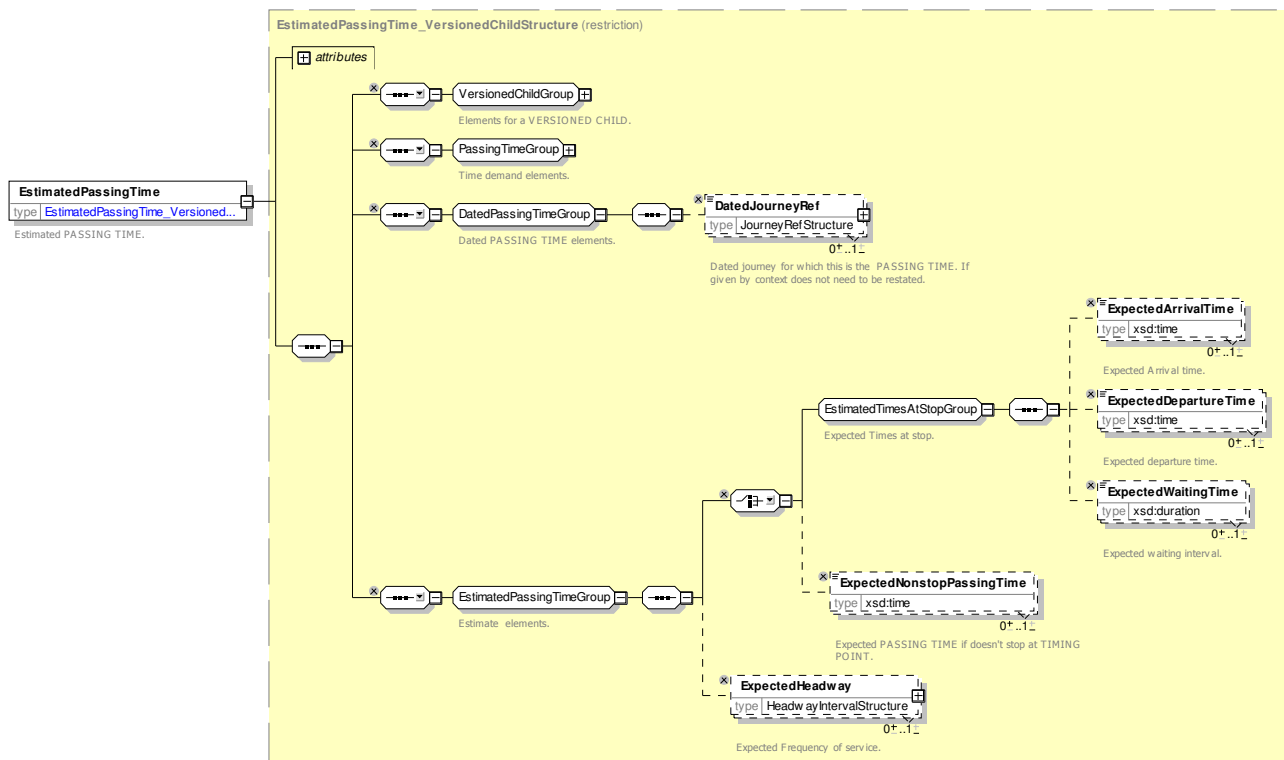 EstimatedPassingTime_VersionedChildStructure (restriction)
attributes
VersionedChildGroup
Elements for a VERSIONED CHILD.
PassingTimeGroup
Time demand elements.
EstimatedPassingTime
type EstimatedPassingTime_Versioned...
Estimated PASSING TIME.
DatedPassingTimeGroup
Dated PASSING TIME elements.
DatedJourneyRef
type JourneyRefStructure
0±..1±
Dated journey for which this is the PASSING TIME. If
given by context does not need to be restated.
ExpectedArrivalTime
type xsd:time
0±..1±
Expected Arrival time.
EstimatedTimesAtStopGroup
Expected Times at stop.
ExpectedDepartureTime
type xsd:time
0±..1±
Expected departure time.
ExpectedWaitingTime
type xsd:duration
0±..1±
Expected waiting interval.
EstimatedPassingTimeGroup
Estimate elements.
ExpectedNonstopPassingTime
type xsd:time
0±..1±
Expected PASSING TIME if doesn't stop at TIMING
POINT.
ExpectedHeadway
type HeadwayIntervalStructure
0±..1±
Expected Frequency of service.